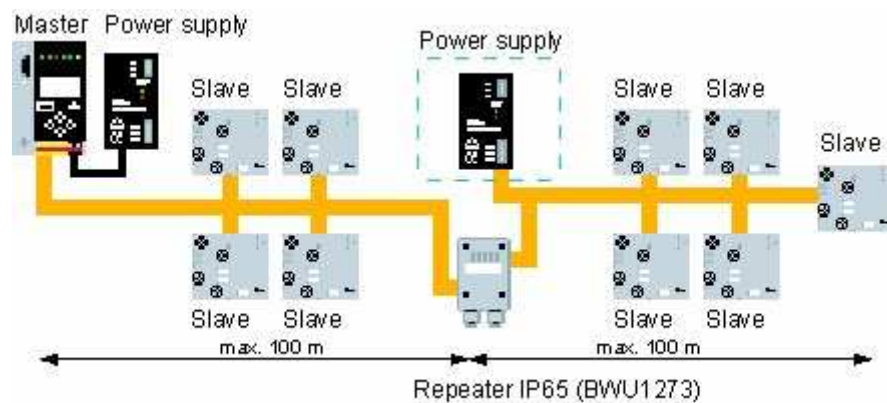 Master Power supply
Power supply
Slave Slave
Slave Slave
Slave
Slave Slave
Slave Slave
max. 100 m max. 100 m
Repeater IP65 (BWU1273)